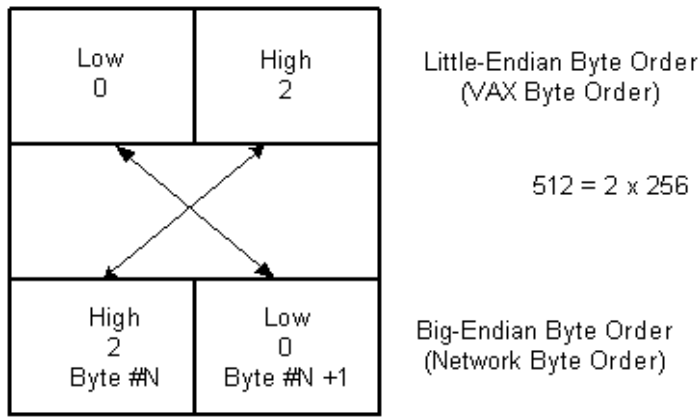 Low
0
High
2
Little-Endian Byte Order
(VAX Byte Order)
512 = 2 x 256
High
2
Byte #N
Low
0
Byte #N +1
Big-Endian Byte Order
(Network Byte Order)